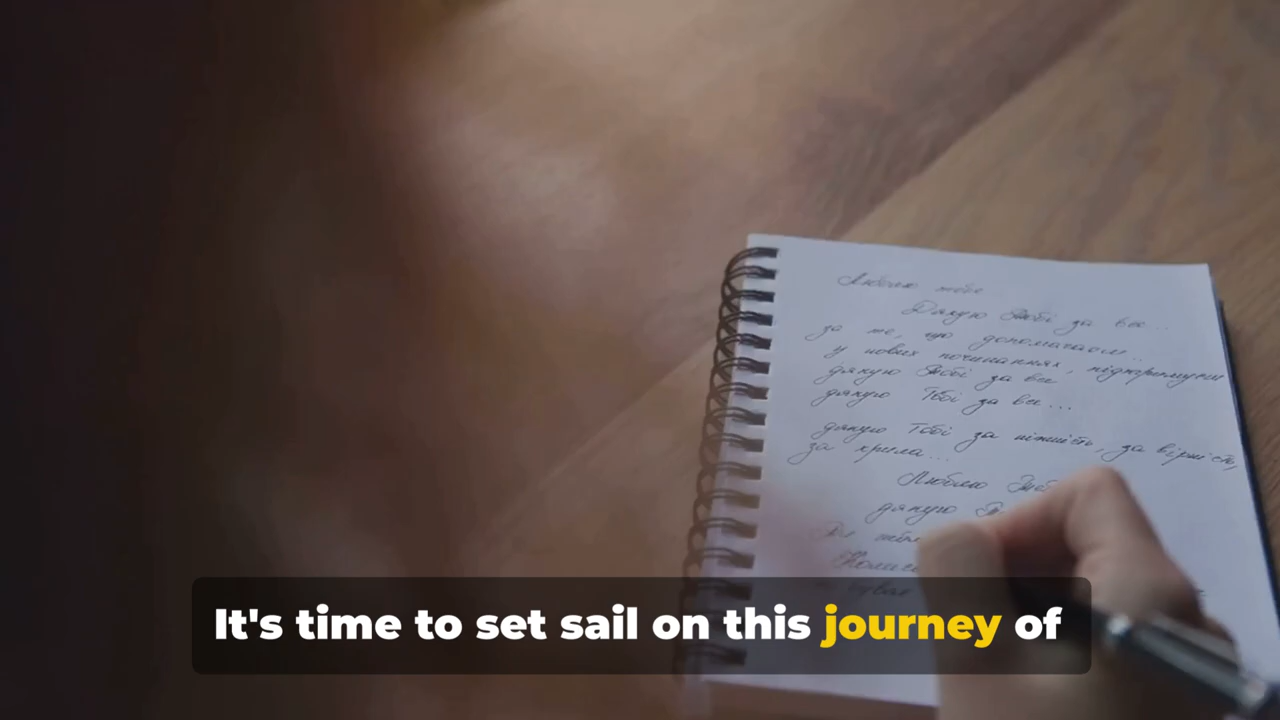 Люблю тебе
Дякую Тобі за все...
за те, що допомагаєш...
у нових починаннях, підтримуєш
дякую Тобі за все
дякую Тобі за все...
дякую Тобі за ніжність, за вірність,
за крила...
Люблю
дякую
It's time to set sail on this journey of